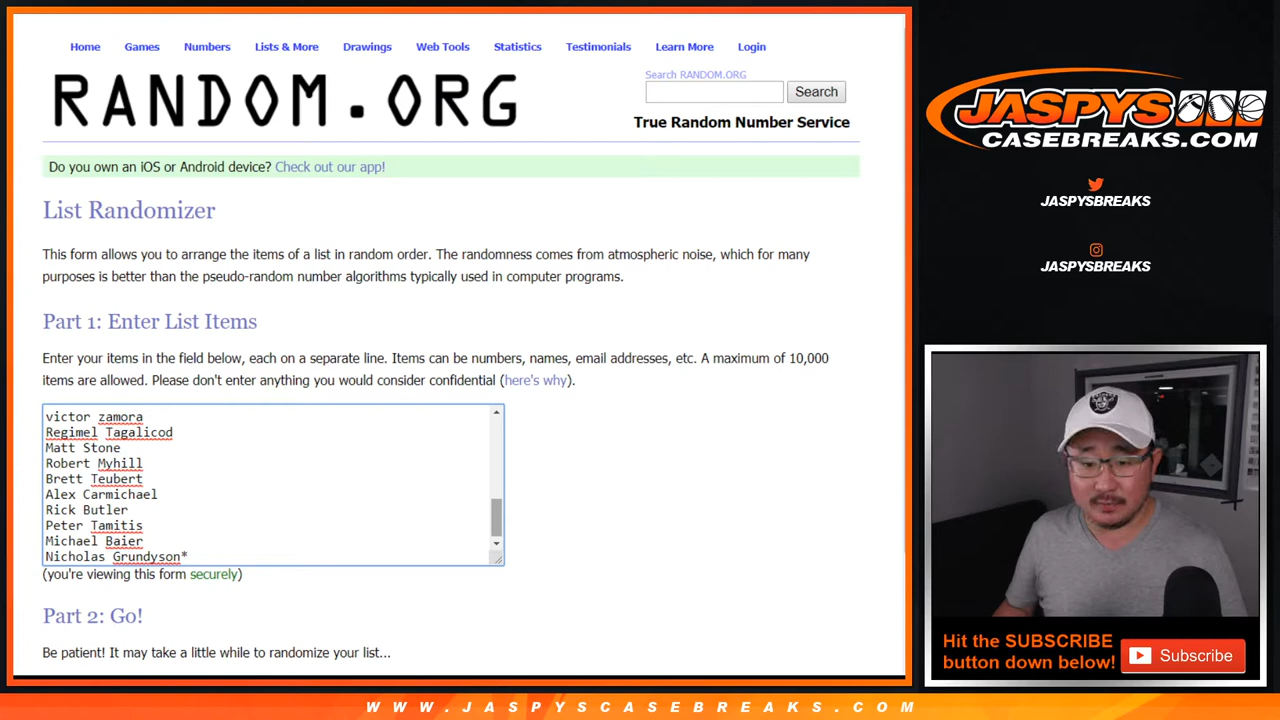 Home Games Numbers Lists & More Drawings Web Tools Statistics Testimonials Learn More Login
RANDOM.ORG
Search RANDOM.ORG
Search
True Random Number Service
Do you own an iOS or Android device? Check out our app!
List Randomizer
This form allows you to arrange the items of a list in random order. The randomness comes from atmospheric noise, which for many
purposes is better than the pseudo-random number algorithms typically used in computer programs.
Part 1: Enter List Items
Enter your items in the field below, each on a separate line. Items can be numbers, names, email addresses, etc. A maximum of 10,000
items are allowed. Please don't enter anything you would consider confidential (here's why).
victor zamora
Regimel Tagalicod
Matt Stone
Robert Myhill
Brett Teubert
Alex Carmichael
Rick Butler
Peter Tamitis
Michael Baier
Nicholas Grundyson*
(you're viewing this form securely)
Part 2: Go!
Be patient! It may take a little while to randomize your list...
JASPYS
CASEBREAKS.COM
JASPYSBREAKS
JASPYSBREAKS
Hit the SUBSCRIBE
button down below!
Subscribe
WWW.JASPYSCASEBREAKS.COM